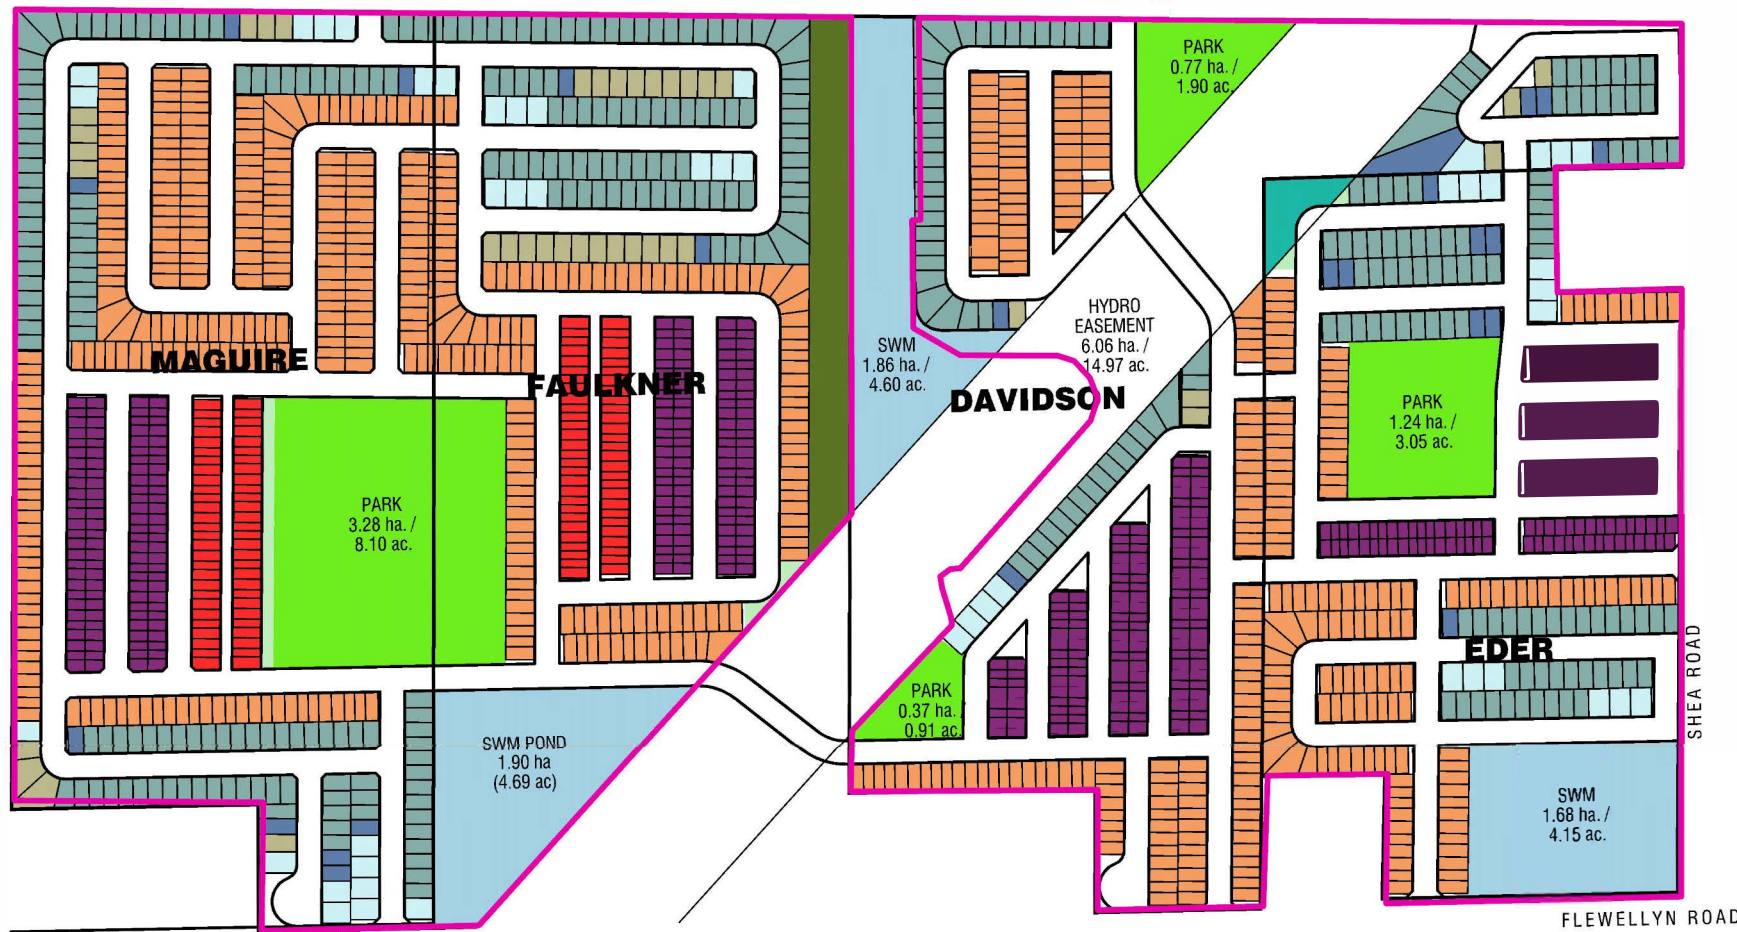 PARK
0.77 ha. /
1.90 ac.
HYDRO
EASEMENT
6.06 ha. /
14.97 ac.
SWM
1.86 ha. /
4.60 ac.
MAGUIRE
FAULKNER
DAVIDSON
PARK
1.24 ha. /
3.05 ac.
PARK
3.28 ha. /
8.10 ac.
EDER
SHEA ROAD
PARK
0.37 ha.
0.91 ac.
SWM POND
1.90 ha
(4.69 ac)
SWM
1.68 ha. /
4.15 ac.
FLEWELLYN ROAD